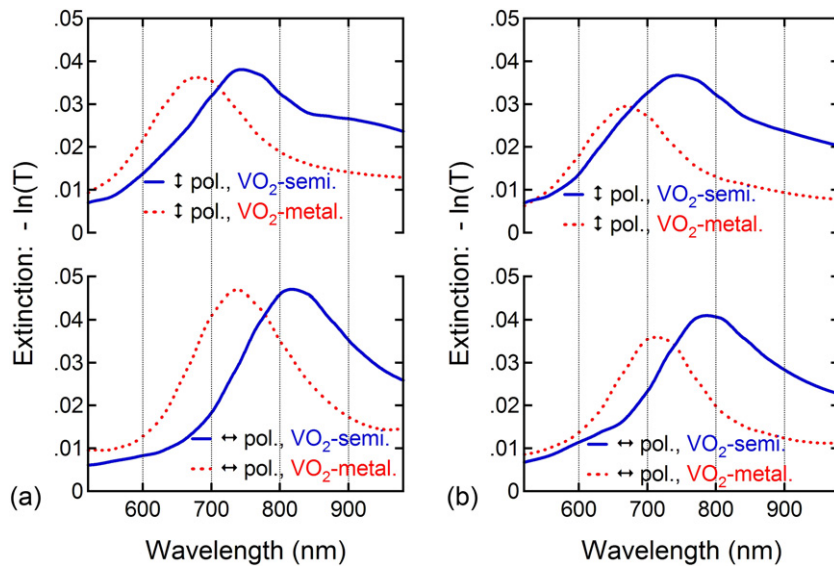 .05
.04
.03
.02
.01
0
↕ pol., VO₂-semi.
↕ pol., VO₂-metal.
.05
.04
.03
.02
.01
0
↔ pol., VO₂-semi.
↔ pol., VO₂-metal.
600 700 800 900
Wavelength (nm)
Extinction: - ln(T)
(a)
.05
.04
.03
.02
.01
0
↕ pol., VO₂-semi.
↕ pol., VO₂-metal.
.05
.04
.03
.02
.01
0
↔ pol., VO₂-semi.
↔ pol., VO₂-metal.
600 700 800 900
Wavelength (nm)
Extinction: - ln(T)
(b)